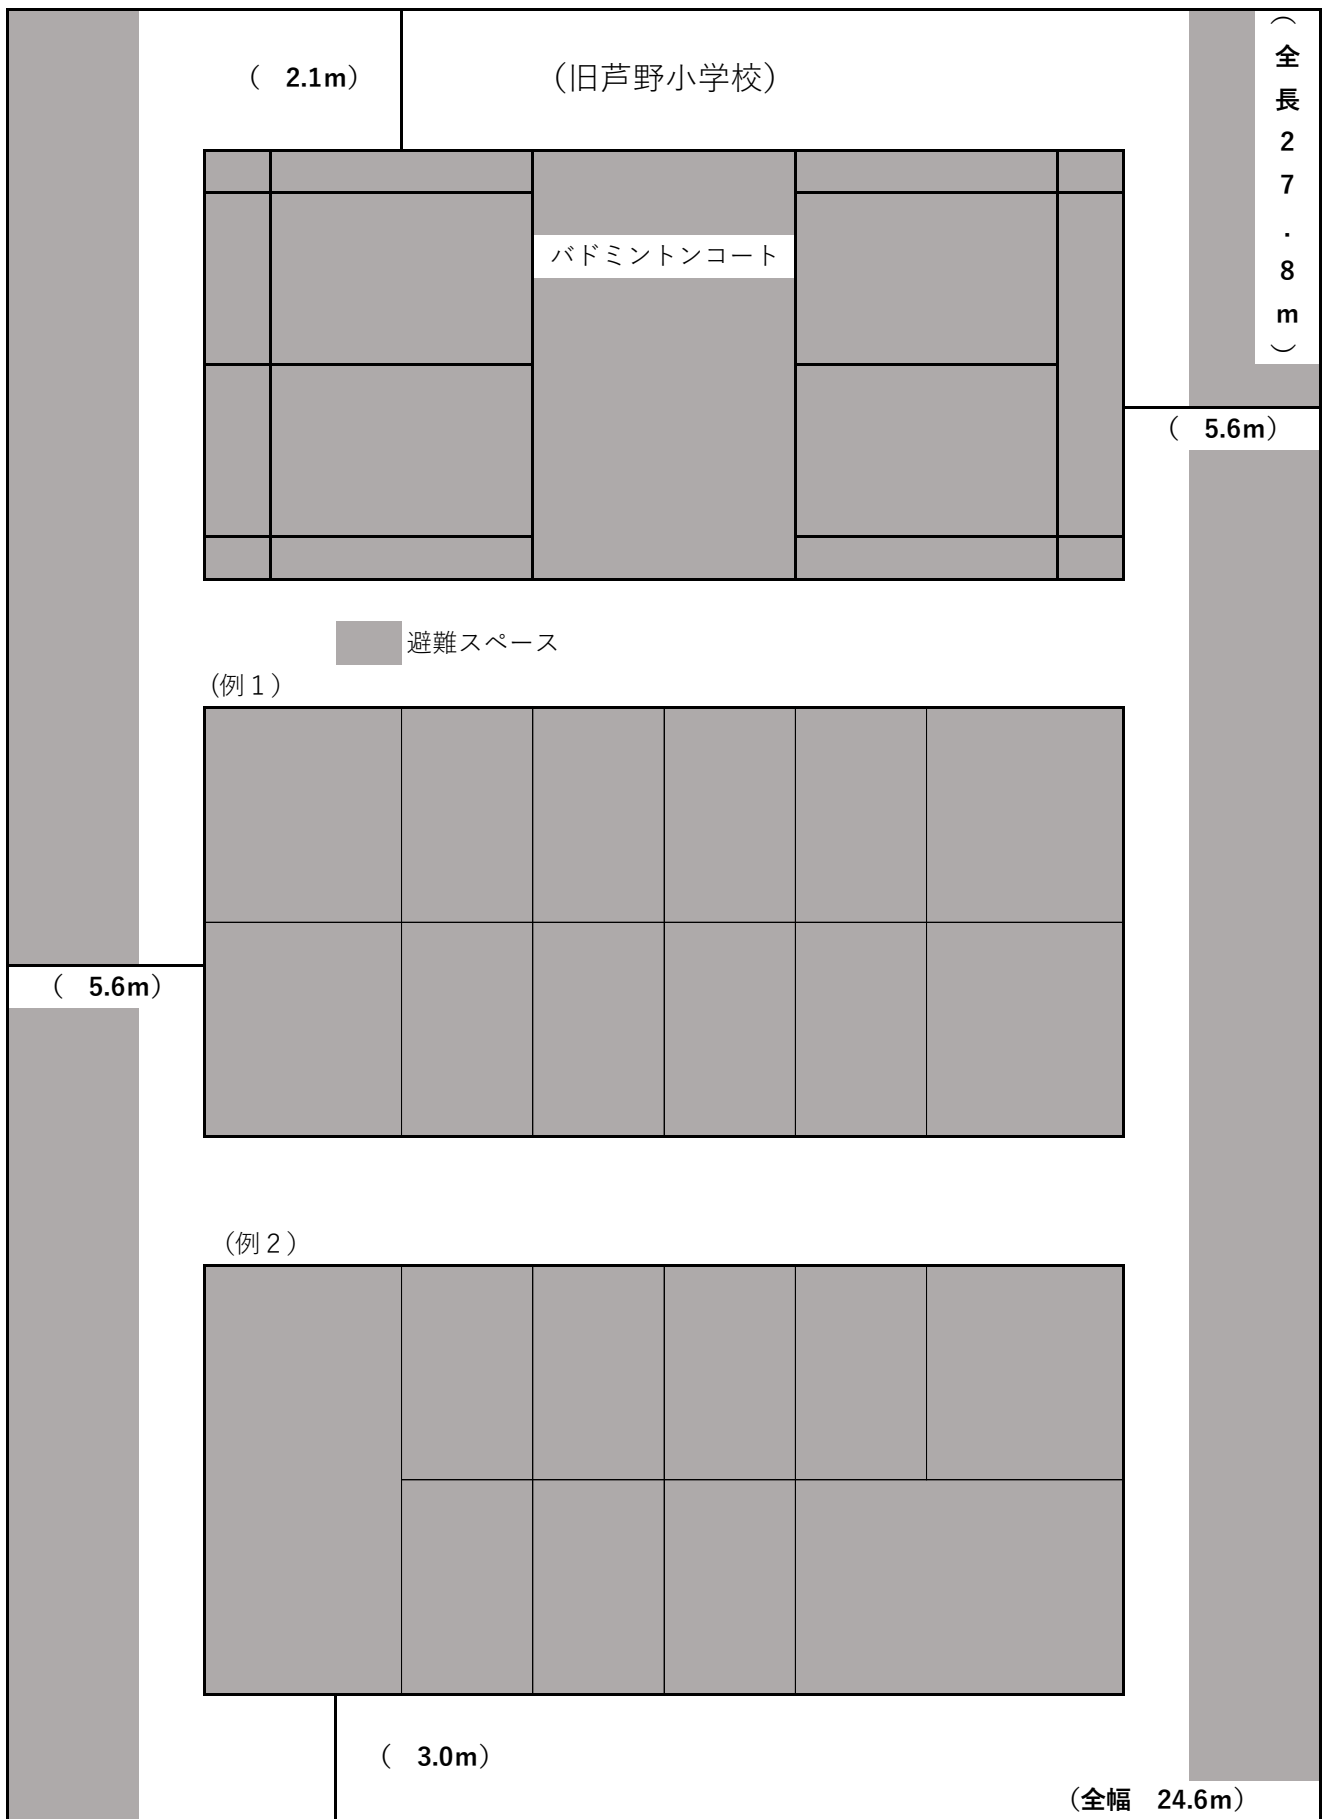 （　2.1m）
（旧芦野小学校）
（全長２７．８ｍ）
バドミントンコート
（　5.6m）
避難スペース
（例１）
（　5.6m）
（例２）
（　3.0m）
（全幅　24.6m）